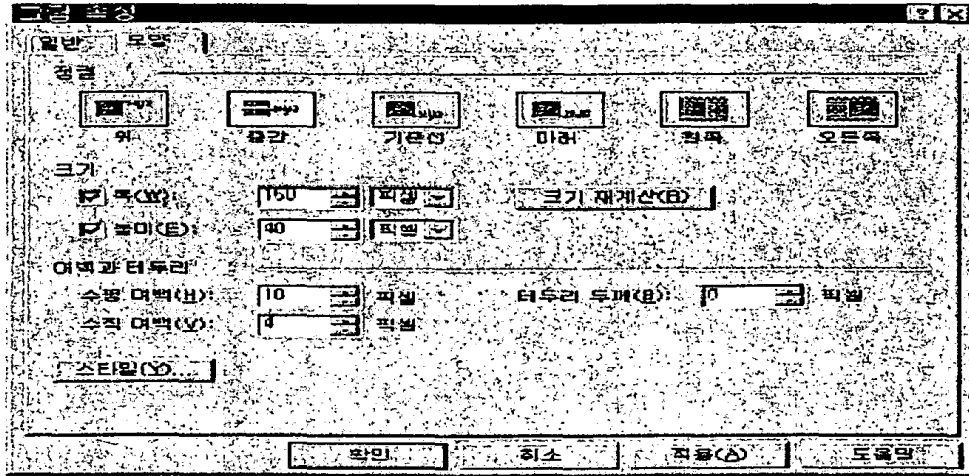 그림 속성
일반 모양
정렬
위 중간 기준선 아래 왼쪽 오른쪽
크기
폭(W): 160 픽셀 크기 재계산(B)
높이(E): 40 픽셀
여백과 테두리
수평 여백(H): 10 픽셀 테두리 두께(B): 0 픽셀
수직 여백(V): 4 픽셀
스타일(Y)...
확인 취소 적용(A) 도움말